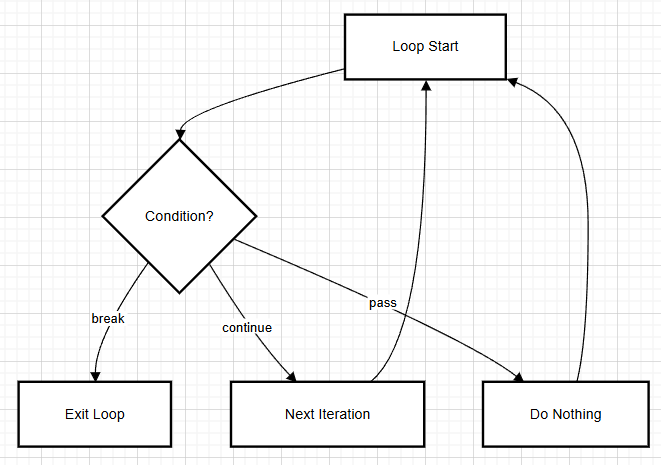 Loop Start
Condition?
pass
break
continue
Exit Loop
Next Iteration
Do Nothing